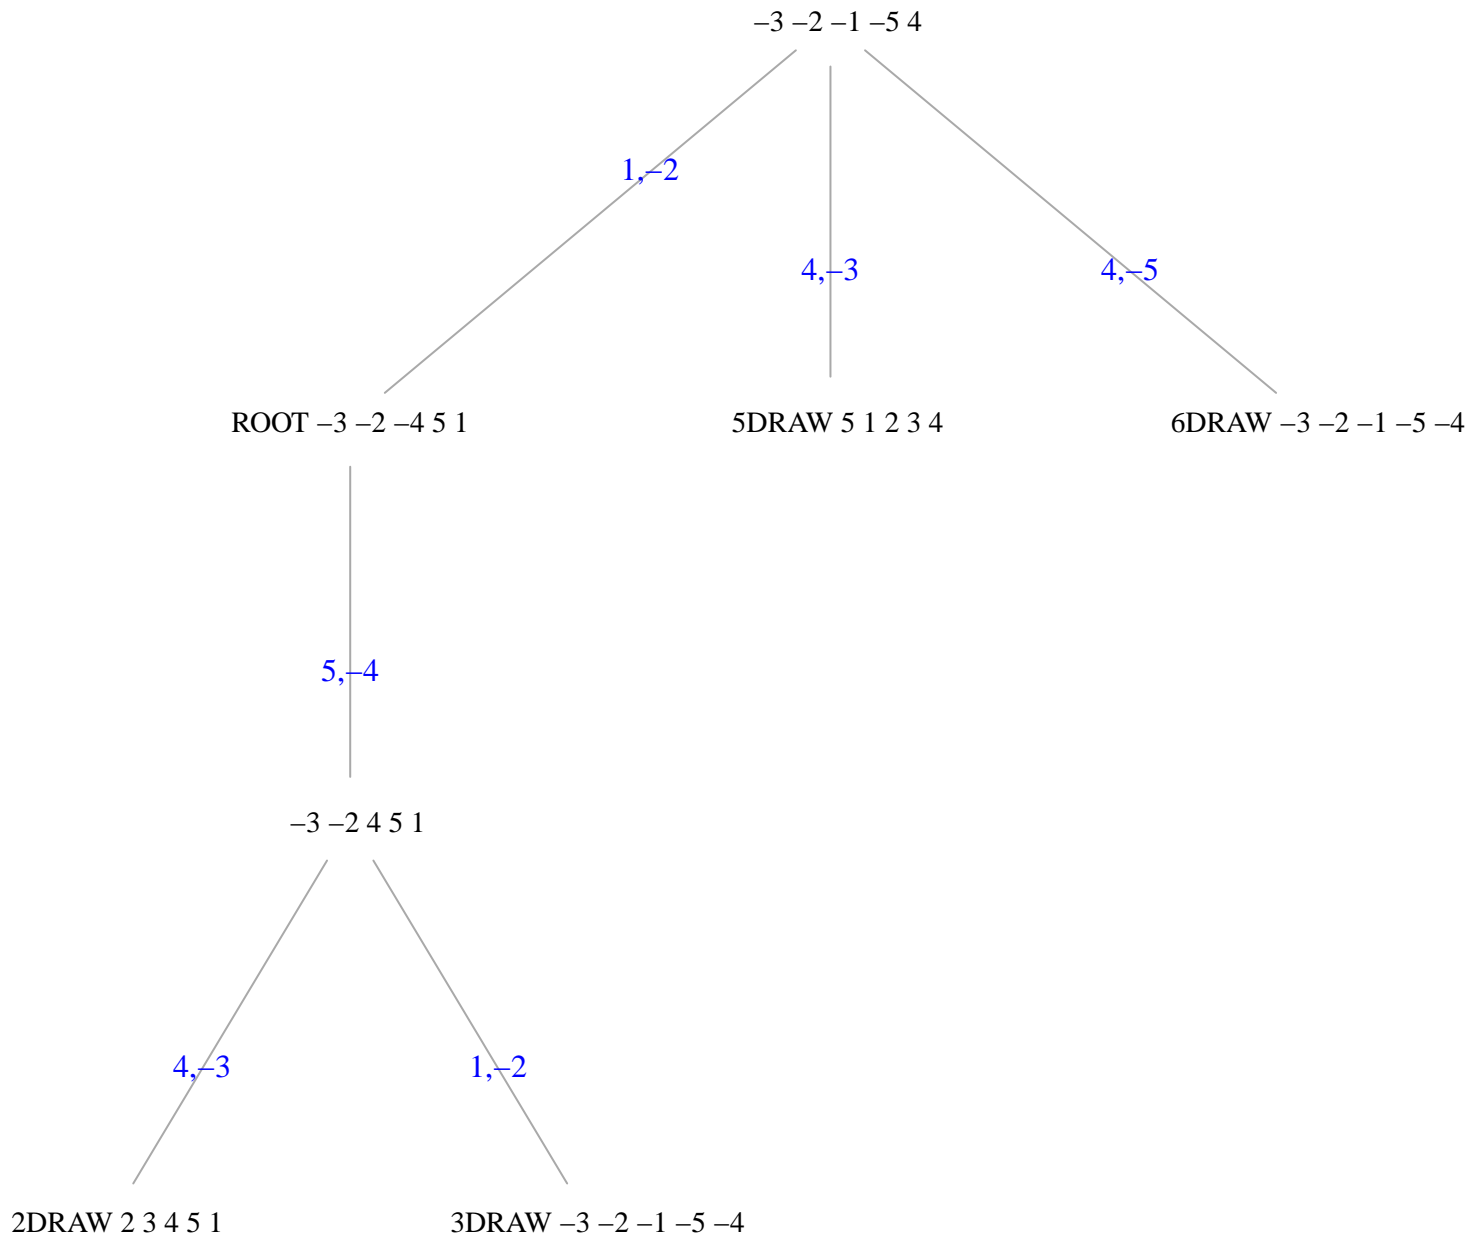 –3 –2 –1 –5 4
1,–2
4,–3
4,–5
ROOT –3 –2 –4 5 1
5DRAW 5 1 2 3 4
6DRAW –3 –2 –1 –5 –4
5,–4
–3 –2 4 5 1
4,–3
1,–2
2DRAW 2 3 4 5 1
3DRAW –3 –2 –1 –5 –4